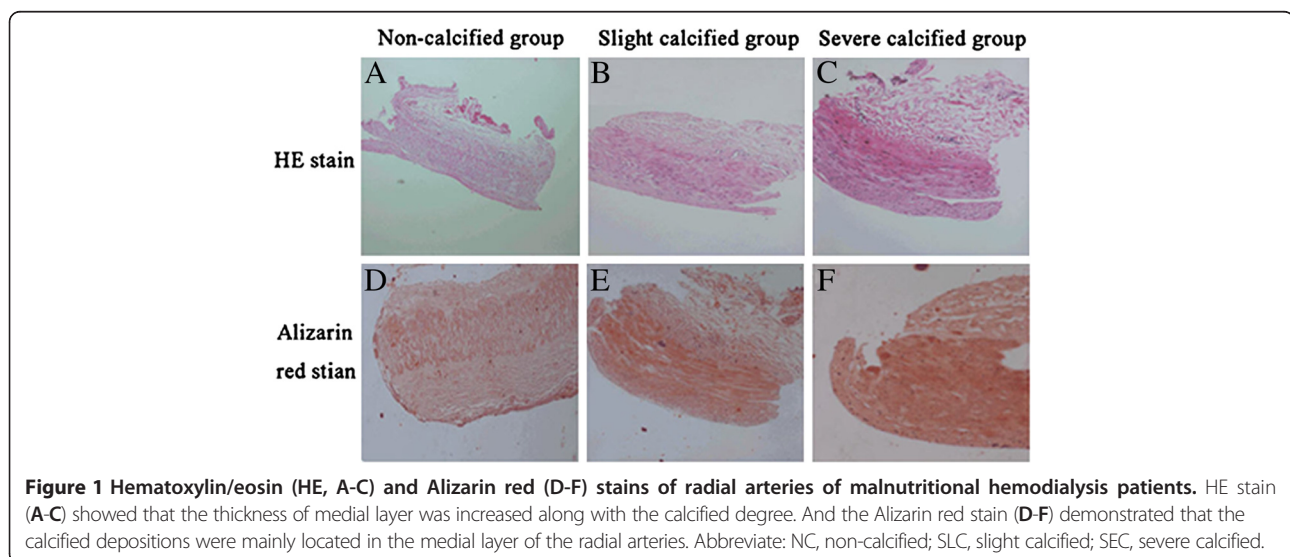 Non-calcified group Slight calcified group Severe calcified group
A B C
HE stain
D E F
Alizarin
red stian
Figure 1 Hematoxylin/eosin (HE, A-C) and Alizarin red (D-F) stains of radial arteries of malnutritional hemodialysis patients. HE stain
(A-C) showed that the thickness of medial layer was increased along with the calcified degree. And the Alizarin red stain (D-F) demonstrated that the
calcified depositions were mainly located in the medial layer of the radial arteries. Abbreviate: NC, non-calcified; SLC, slight calcified; SEC, severe calcified.